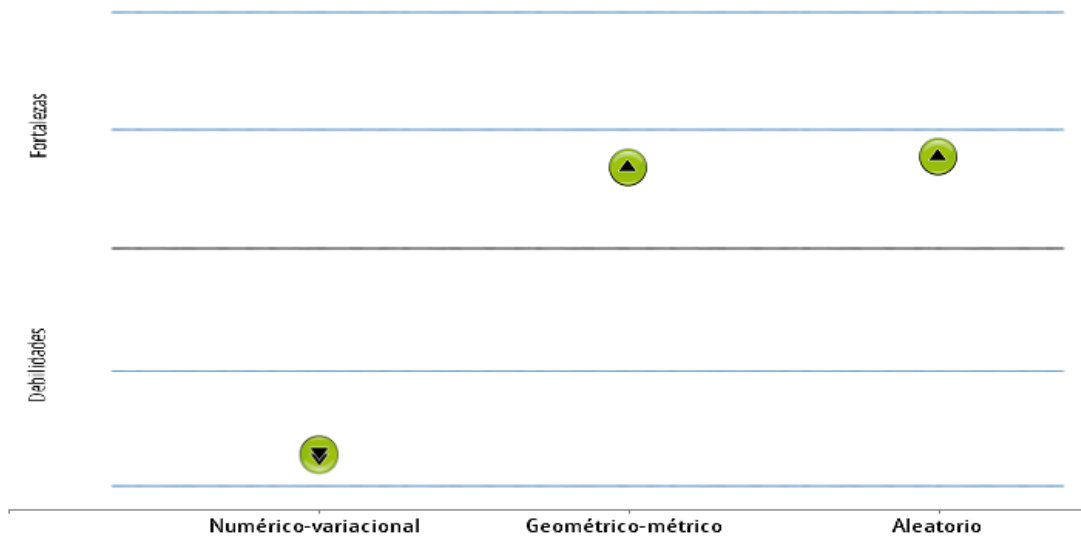 Fortalezas
Debilidades
Numérico-variacional
Geométrico-métrico
Aleatorio